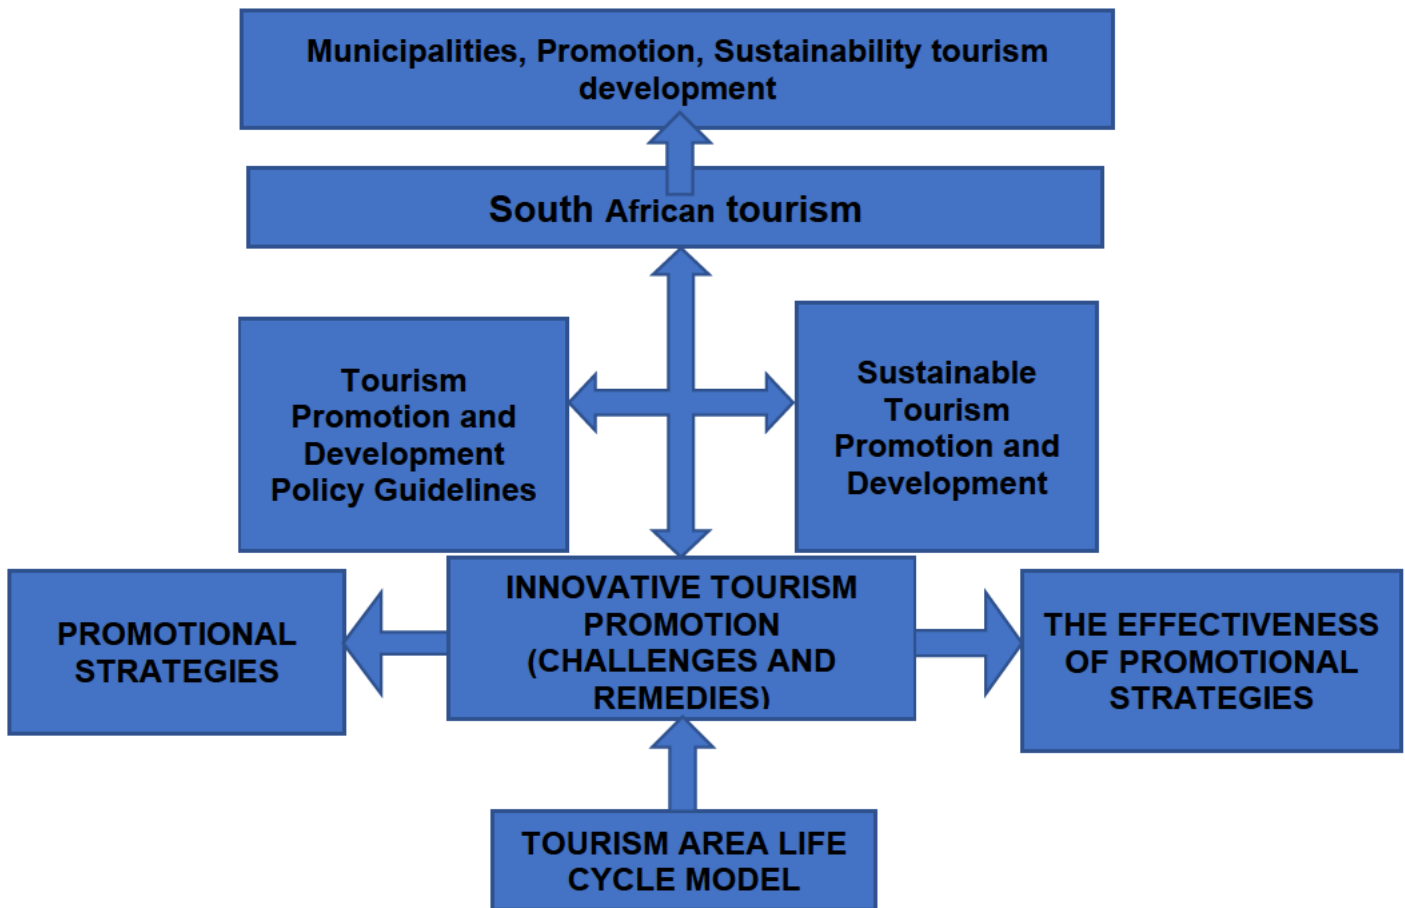 Municipalities, Promotion, Sustainability tourism
development
South African tourism
Tourism
Promotion and
Development
Policy Guidelines
Sustainable
Tourism
Promotion and
Development
PROMOTIONAL
STRATEGIES
INNOVATIVE TOURISM
PROMOTION
(CHALLENGES AND
REMEDIES)
THE EFFECTIVENESS
OF PROMOTIONAL
STRATEGIES
TOURISM AREA LIFE
CYCLE MODEL